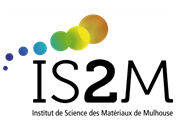 IS2M
Institut de Science des Matériaux de Mulhouse